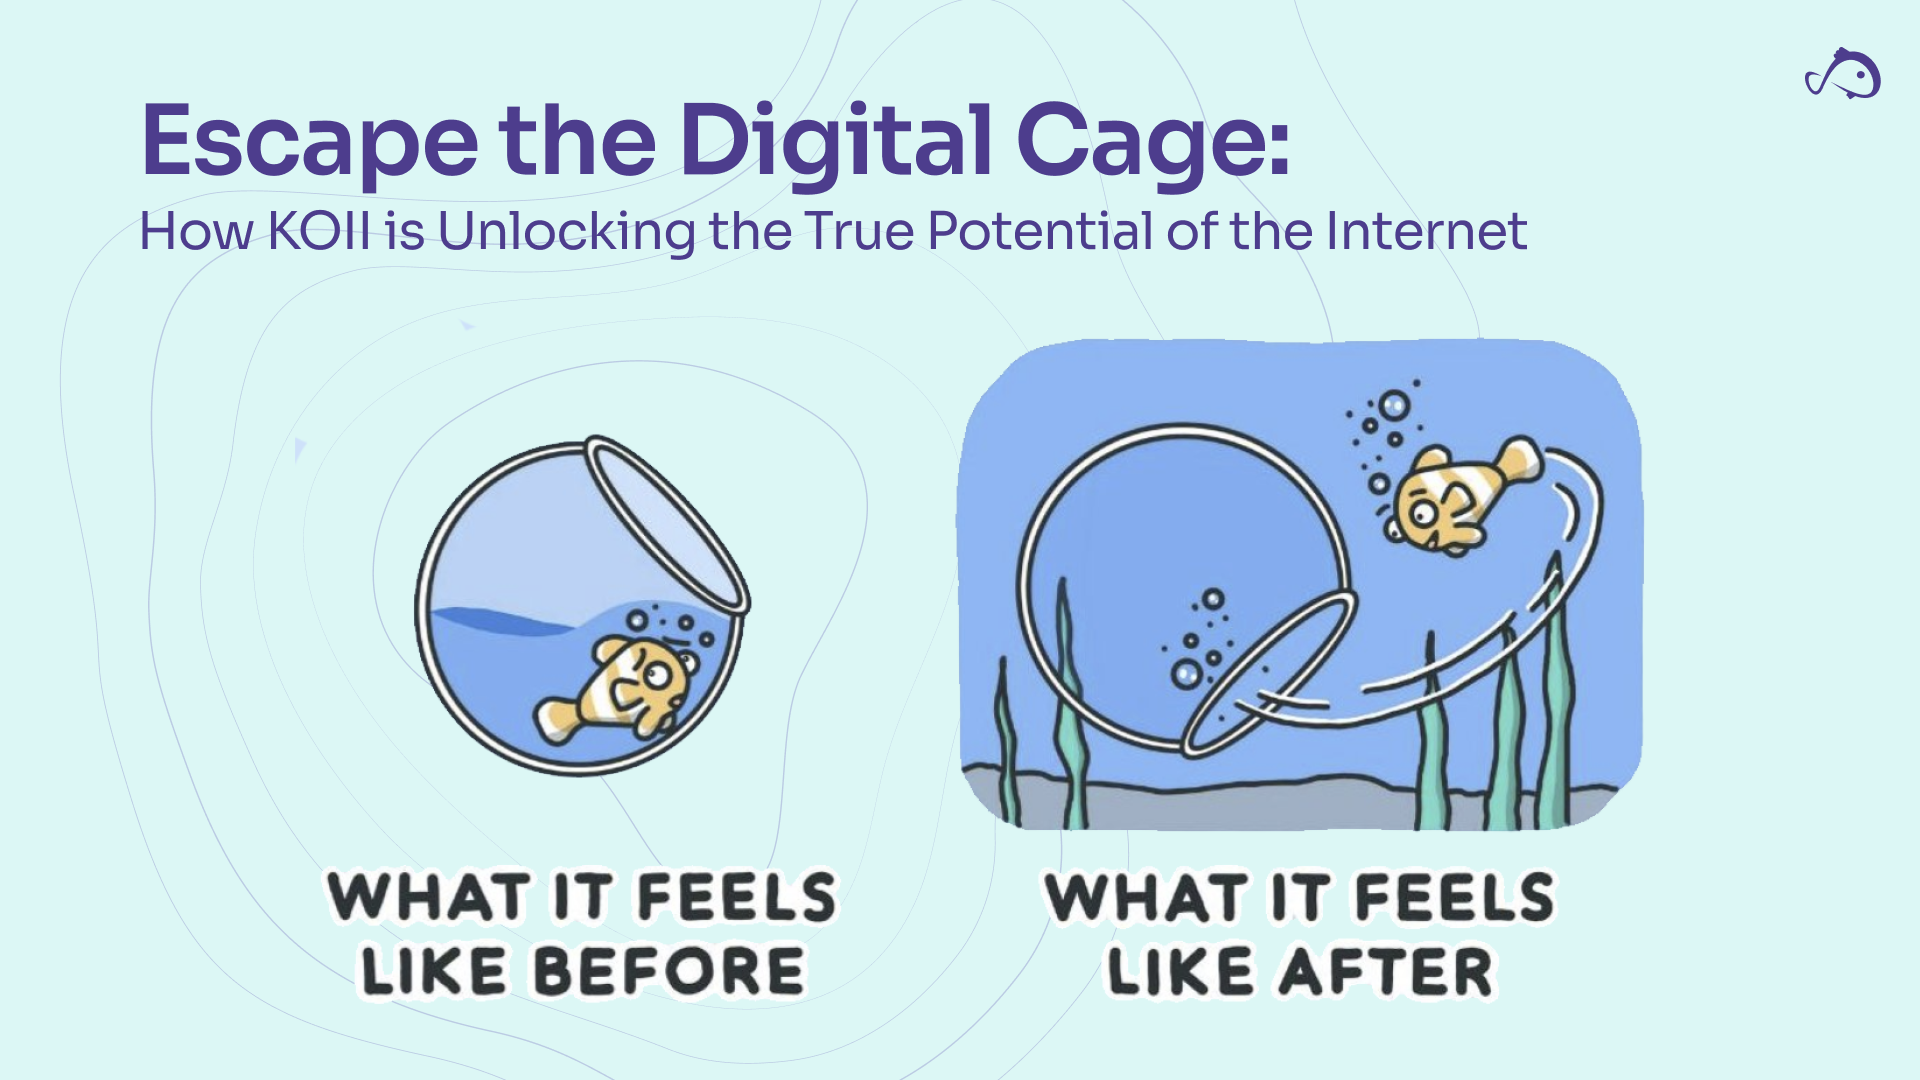 Escape the Digital Cage:
How KOII is Unlocking the True Potential of the Internet
WHAT IT FEELS
LIKE BEFORE
WHAT IT FEELS
LIKE AFTER